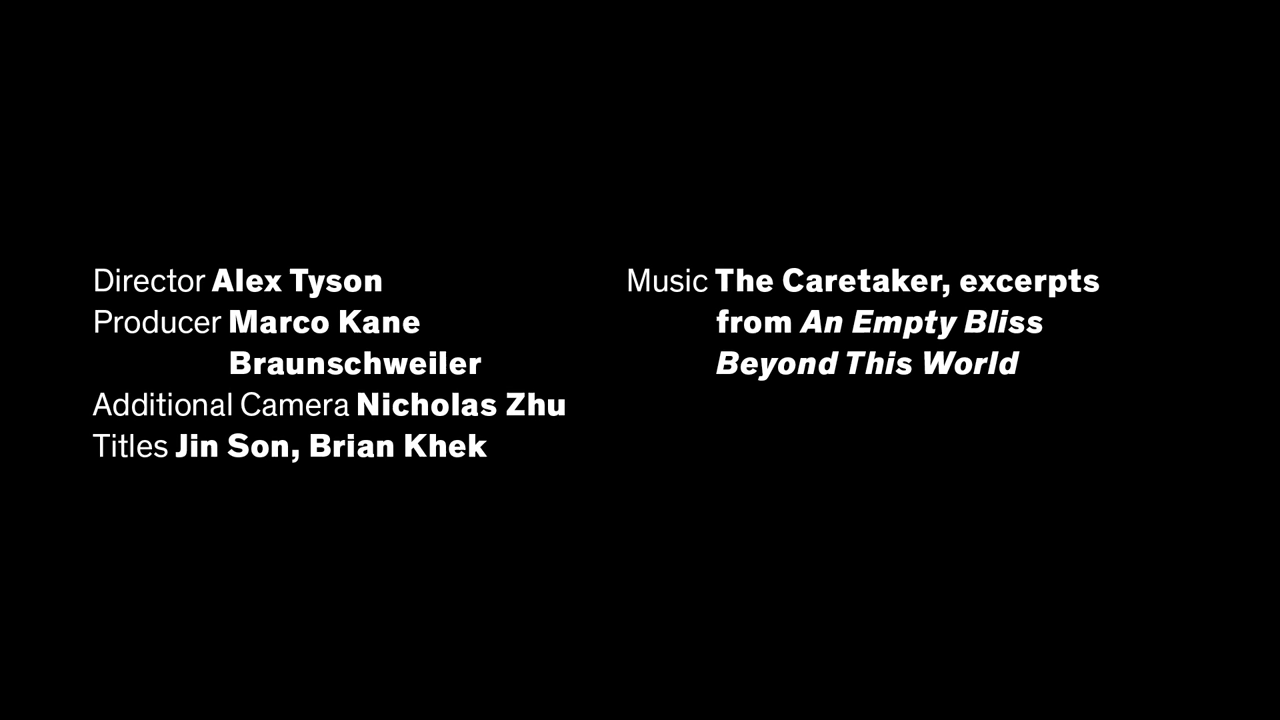 Director Alex Tyson
Producer Marco Kane
Braunschweiler
Additional Camera Nicholas Zhu
Titles Jin Son, Brian Khek
Music The Caretaker, excerpts
from An Empty Bliss
Beyond This World